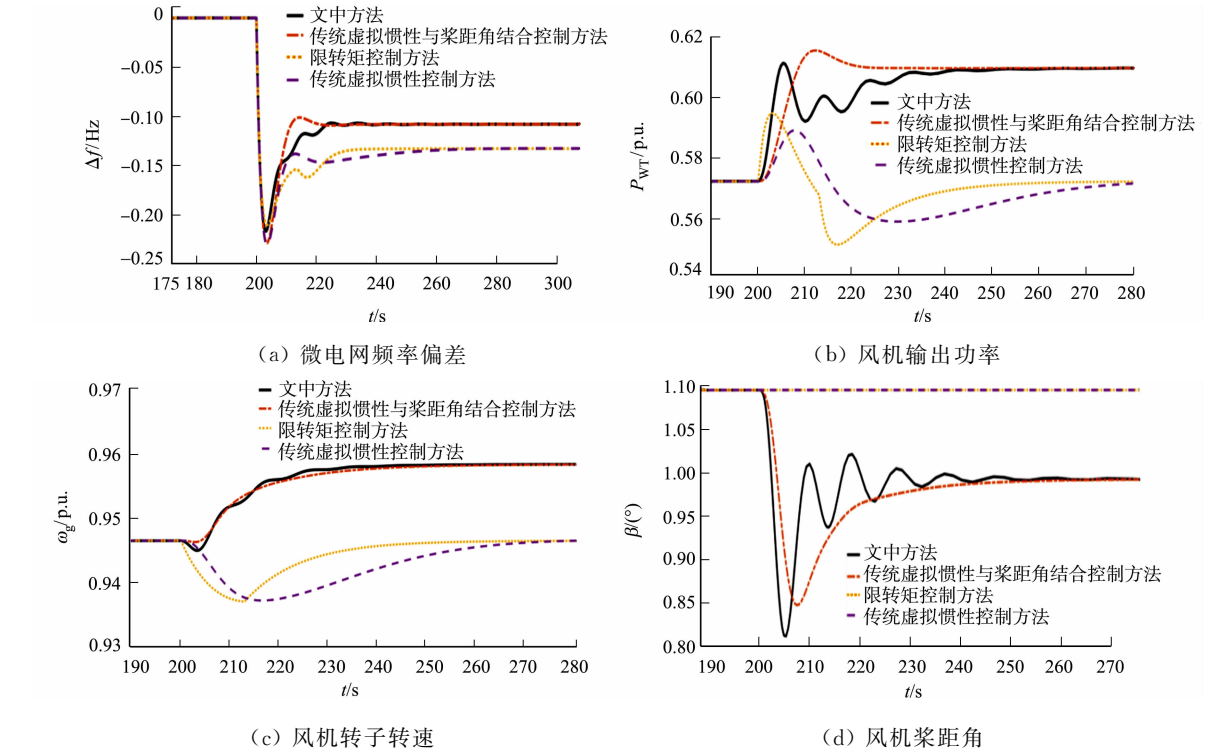 0
−0.05
−0.10
−0.15
−0.20
−0.25
Δf/Hz
175 180 200 220 240 260 280 300
t/s
文中方法
传统虚拟惯性与桨距角结合控制方法
限转矩控制方法
传统虚拟惯性控制方法
(a) 微电网频率偏差
0.62
0.60
0.58
0.56
0.54
P_WT/p.u.
190 200 210 220 230 240 250 260 270 280
t/s
文中方法
传统虚拟惯性与桨距角结合控制方法
限转矩控制方法
传统虚拟惯性控制方法
(b) 风机输出功率
0.97
0.96
0.95
0.94
0.93
ω_g/p.u.
190 200 210 220 230 240 250 260 270 280
t/s
文中方法
传统虚拟惯性与桨距角结合控制方法
限转矩控制方法
传统虚拟惯性控制方法
(c) 风机转子转速
1.10
1.05
1.00
0.95
0.90
0.85
0.80
β/(°)
190 200 210 220 230 240 250 260 270
t/s
文中方法
传统虚拟惯性与桨距角结合控制方法
限转矩控制方法
传统虚拟惯性控制方法
(d) 风机桨距角